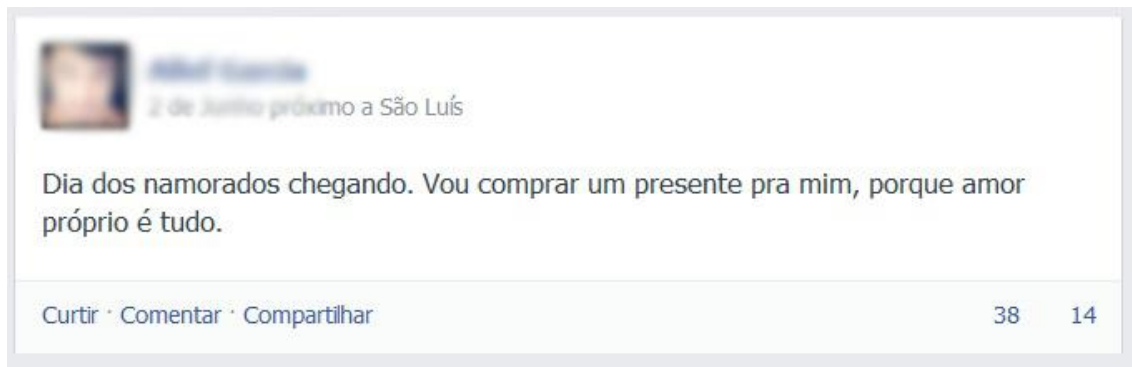 próximo a São Luís
Dia dos namorados chegando. Vou comprar um presente pra mim, porque amor
próprio é tudo.
Curtir · Comentar · Compartilhar 38 14